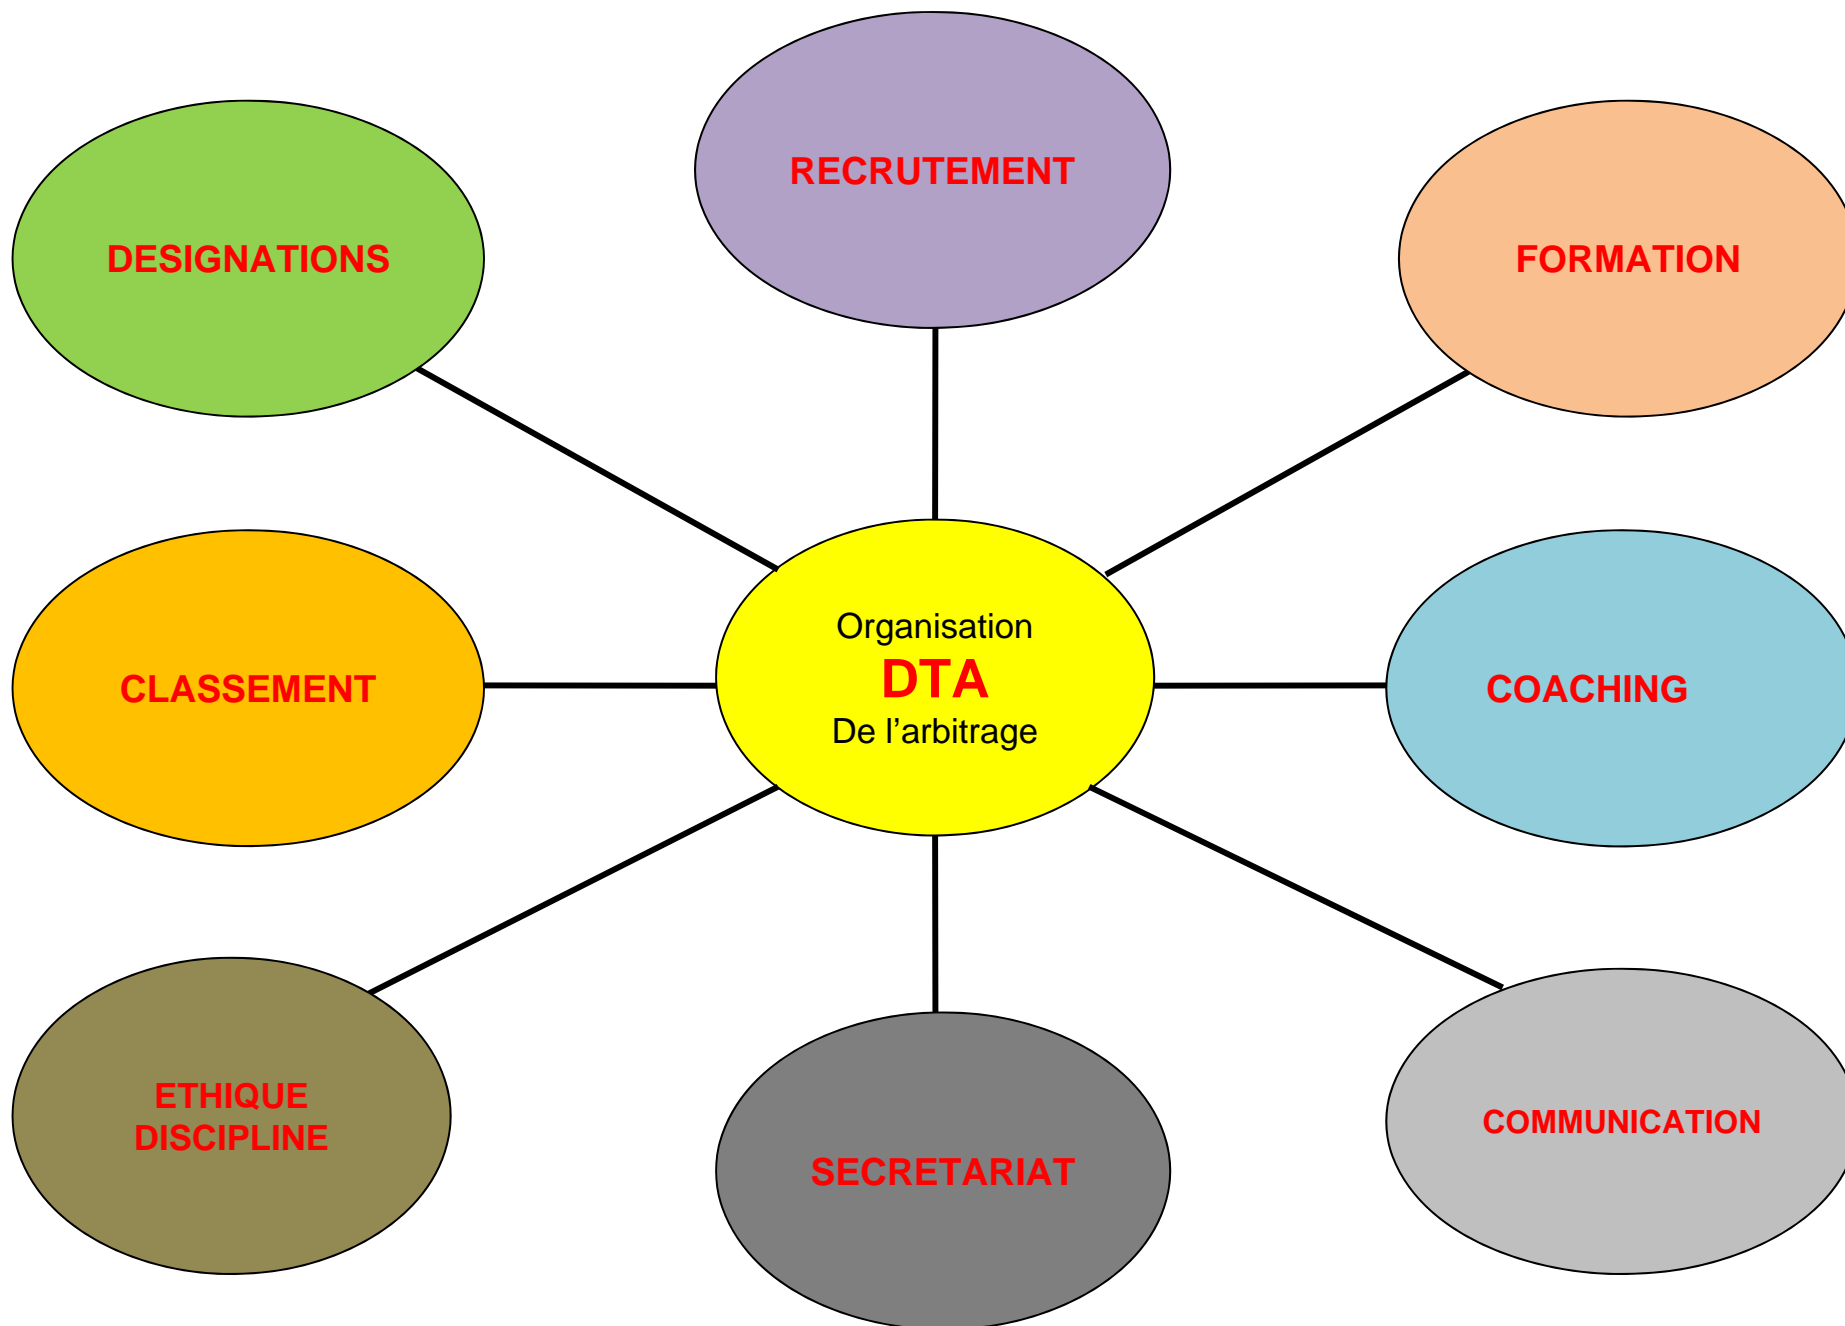 RECRUTEMENT
DESIGNATIONS
FORMATION
Organisation
DTA
De l’arbitrage
CLASSEMENT
COACHING
ETHIQUE
DISCIPLINE
SECRETARIAT
COMMUNICATION